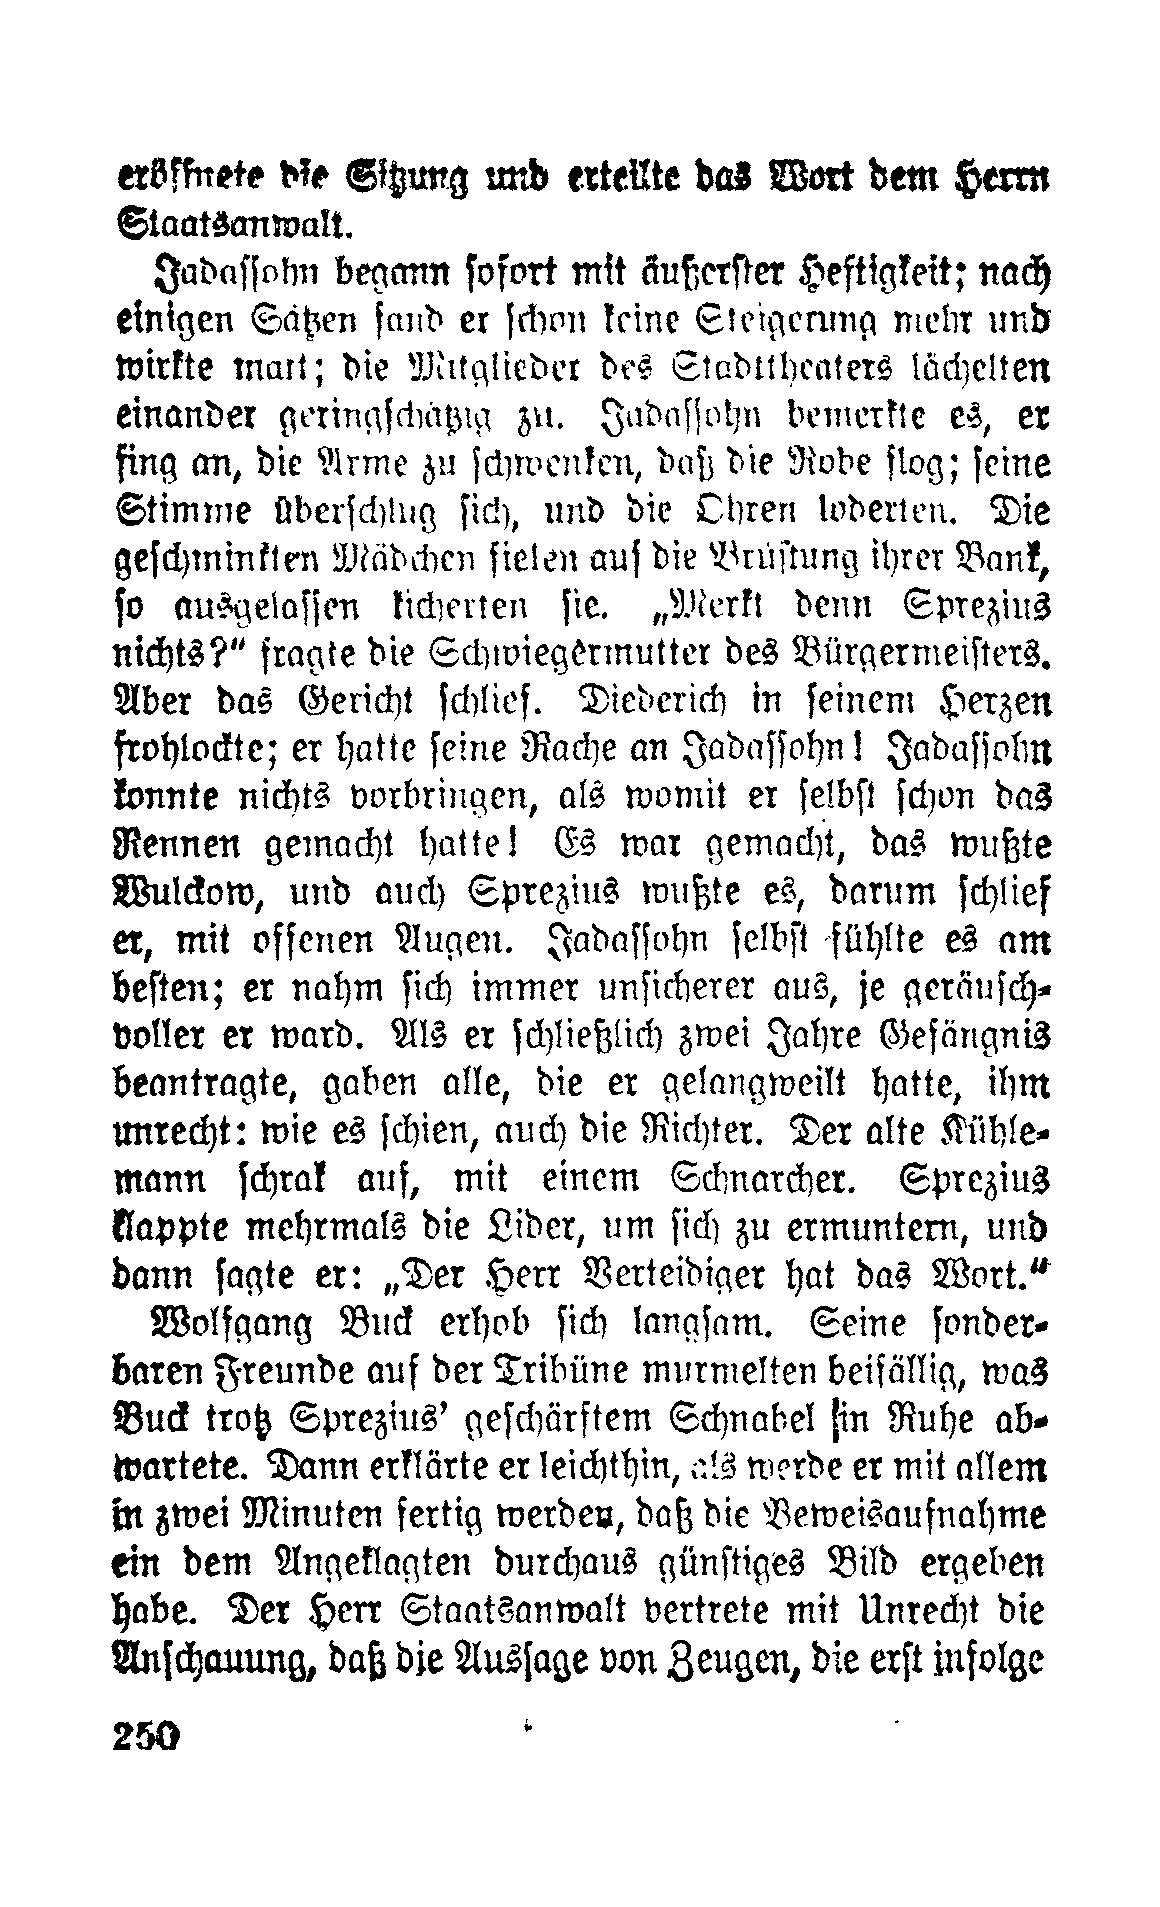 eröffnete die Sitzung und erteilte das Wort dem Herrn
Staatsanwalt.
Jadassohn begann sofort mit äußerster Heftigkeit; nach
einigen Sätzen fand er schon keine Steigerung mehr und
wirkte matt; die Mitglieder des Stadttheaters lächelten
einander geringschätzig zu. Jadassohn bemerkte es, er
fing an, die Arme zu schwenken, daß die Robe flog; seine
Stimme überschlug sich, und die Ohren loderten. Die
geschminkten Mädchen fielen auf die Brüstung ihrer Bank,
so ausgelassen kicherten sie. „Merkt denn Sprezius
nichts?“ fragte die Schwiegermutter des Bürgermeisters.
Aber das Gericht schlief. Diederich in seinem Herzen
frohlockte; er hatte seine Rache an Jadassohn! Jadassohn
konnte nichts vorbringen, als womit er selbst schon das
Rennen gemacht hatte! Es war gemacht, das wußte
Wulckow, und auch Sprezius wußte es, darum schlief
er, mit offenen Augen. Jadassohn selbst fühlte es am
besten; er nahm sich immer unsicherer aus, je geräusch-
voller er ward. Als er schließlich zwei Jahre Gefängnis
beantragte, gaben alle, die er gelangweilt hatte, ihm
unrecht: wie es schien, auch die Richter. Der alte Kühle-
mann schrak auf, mit einem Schnarcher. Sprezius
klappte mehrmals die Lider, um sich zu ermuntern, und
dann sagte er: „Der Herr Verteidiger hat das Wort.“
Wolfgang Buck erhob sich langsam. Seine sonder-
baren Freunde auf der Tribüne murmelten beifällig, was
Buck trotz Sprezius’ geschärftem Schnabel in Ruhe ab-
wartete. Dann erklärte er leichthin, als werde er mit allem
in zwei Minuten fertig werden, daß die Beweisaufnahme
ein dem Angeklagten durchaus günstiges Bild ergeben
habe. Der Herr Staatsanwalt vertrete mit Unrecht die
Anschauung, daß die Aussage von Zeugen, die erst infolge
250